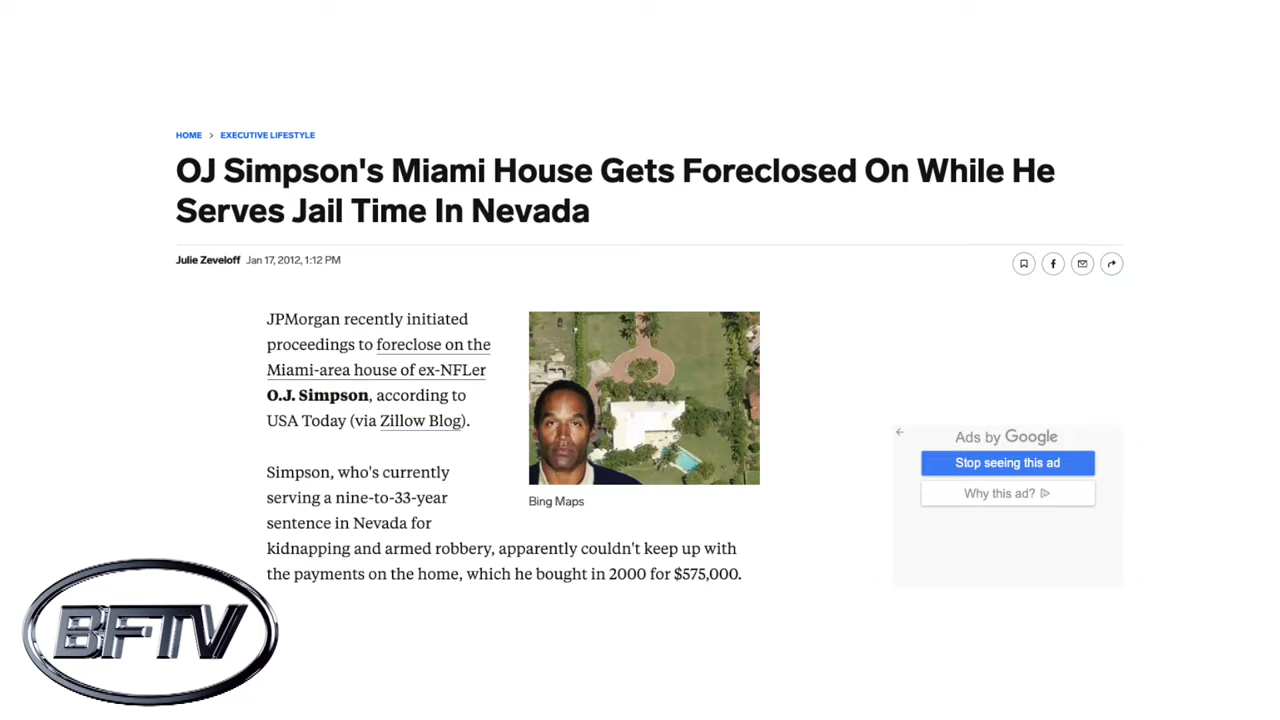 HOME > EXECUTIVE LIFESTYLE
OJ Simpson's Miami House Gets Foreclosed On While He
Serves Jail Time In Nevada
Julie Zeveloff Jan 17, 2012, 1:12 PM
JPMorgan recently initiated
proceedings to foreclose on the
Miami-area house of ex-NFLer
O.J. Simpson, according to
USA Today (via Zillow Blog).
Bing Maps
Simpson, who's currently
serving a nine-to-33-year
sentence in Nevada for
kidnapping and armed robbery, apparently couldn't keep up with
the payments on the home, which he bought in 2000 for $575,000.
Ads by Google
Stop seeing this ad
Why this ad?
BFTV